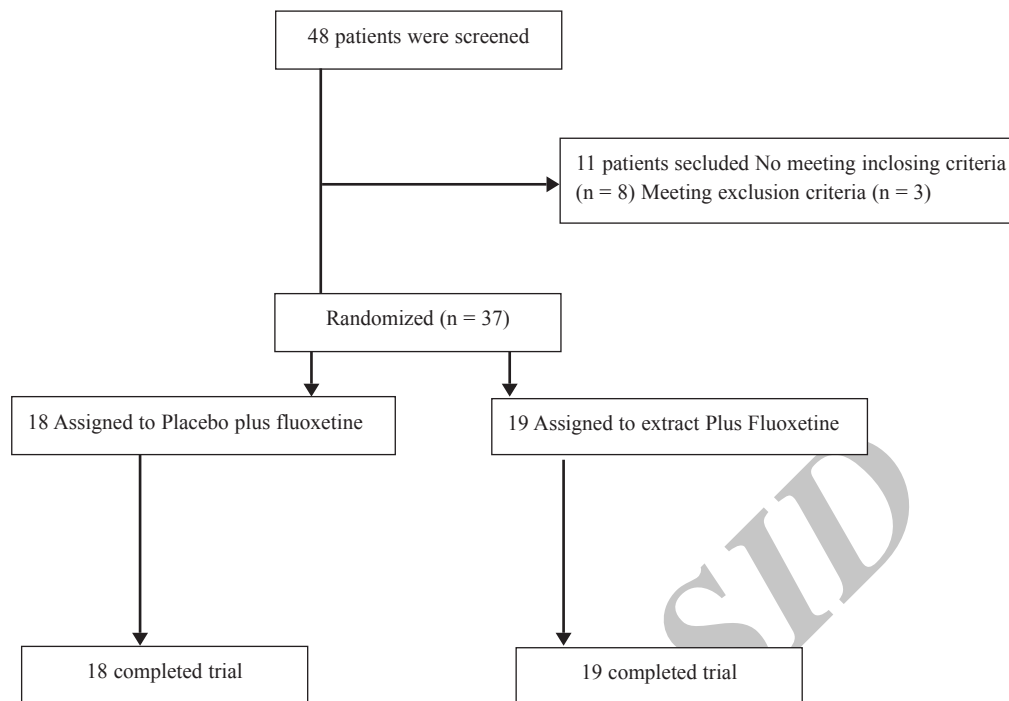 48 patients were screened
11 patients secluded No meeting inclosing criteria
(n = 8) Meeting exclusion criteria (n = 3)
Randomized (n = 37)
18 Assigned to Placebo plus fluoxetine
19 Assigned to extract Plus Fluoxetine
SID
18 completed trial
19 completed trial